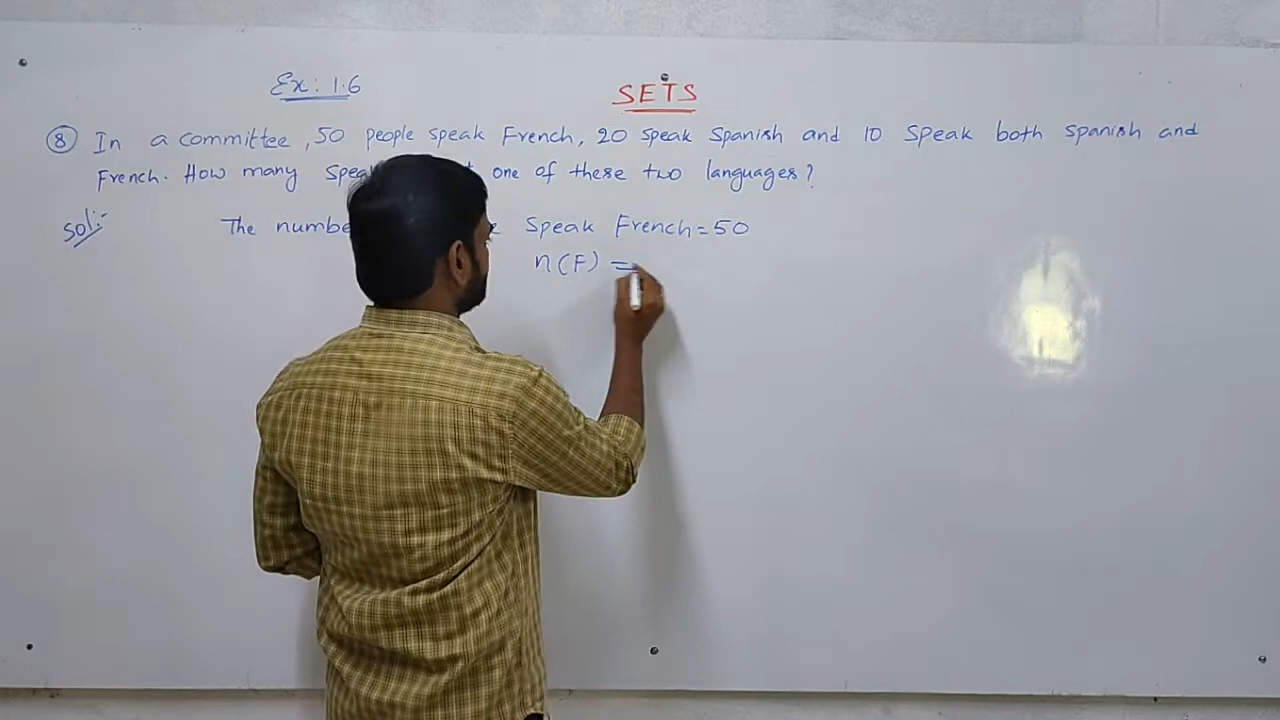 Ex: 1.6
SETS
8 In a committee, 50 people speak French, 20 speak Spanish and 10 Speak both spanish and
French. How many one of these two languages?
Sol:- The Speak French = 50
n(F) =